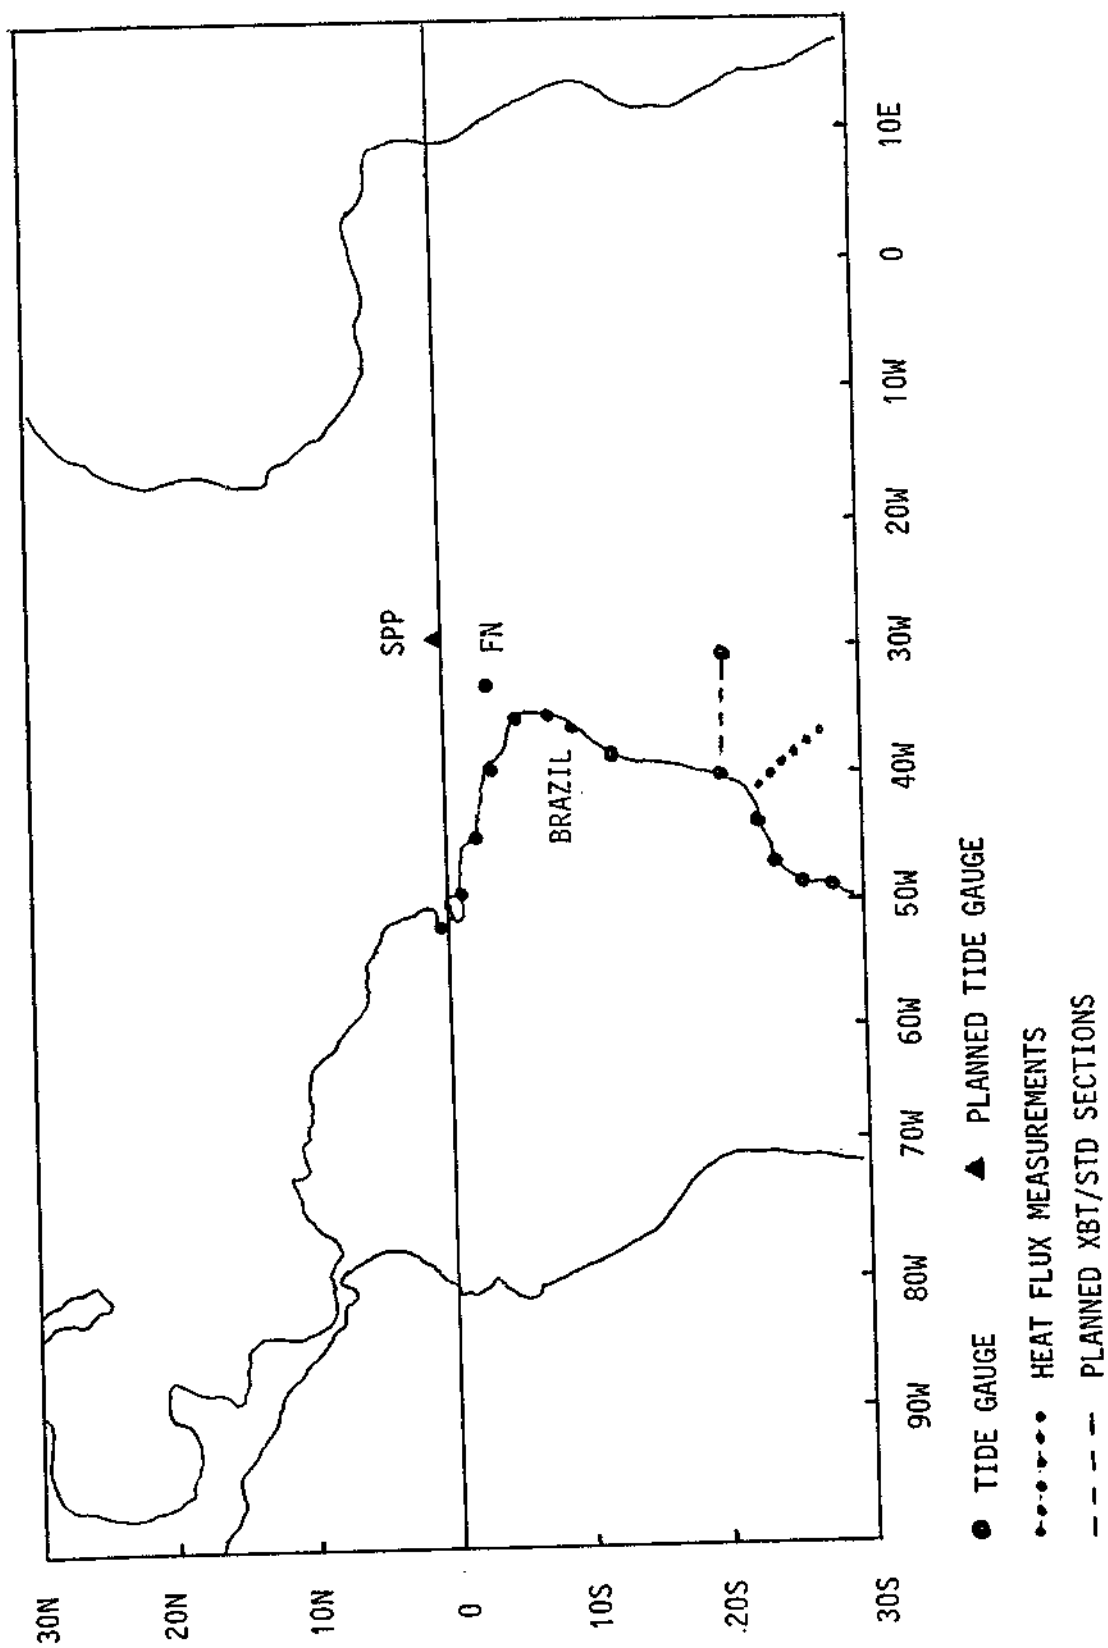 30N
20N
10N
0
10S
20S
30S
90W
80W
70W
60W
50W
40W
30W
20W
10W
0
10E
SPP
FN
BRAZIL
TIDE GAUGE
PLANNED TIDE GAUGE
HEAT FLUX MEASUREMENTS
PLANNED XBT/STD SECTIONS